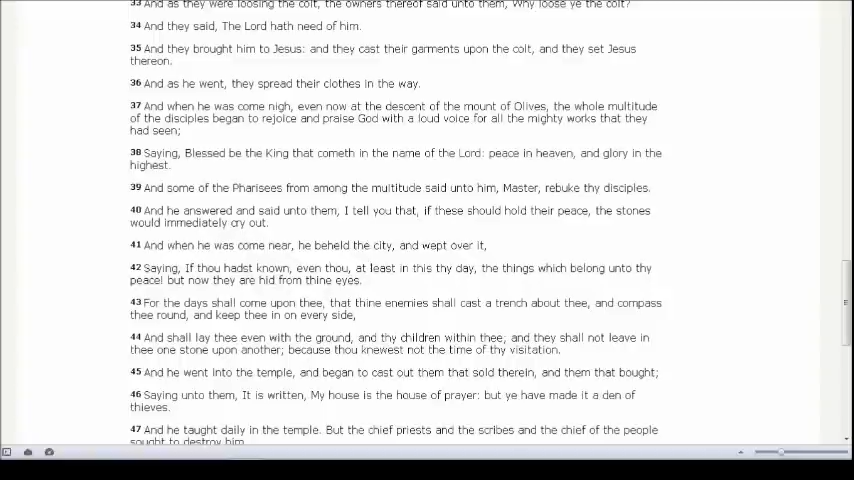 33 And as they were loosing the colt, the owners thereof said unto them, Why loose ye the colt?
34 And they said, The Lord hath need of him.
35 And they brought him to Jesus: and they cast their garments upon the colt, and they set Jesus
thereon.
36 And as he went, they spread their clothes in the way.
37 And when he was come nigh, even now at the descent of the mount of Olives, the whole multitude
of the disciples began to rejoice and praise God with a loud voice for all the mighty works that they
had seen;
38 Saying, Blessed be the King that cometh in the name of the Lord: peace in heaven, and glory in the
highest.
39 And some of the Pharisees from among the multitude said unto him, Master, rebuke thy disciples.
40 And he answered and said unto them, I tell you that, if these should hold their peace, the stones
would immediately cry out.
41 And when he was come near, he beheld the city, and wept over it,
42 Saying, If thou hadst known, even thou, at least in this thy day, the things which belong unto thy
peace! but now they are hid from thine eyes.
43 For the days shall come upon thee, that thine enemies shall cast a trench about thee, and compass
thee round, and keep thee in on every side,
44 And shall lay thee even with the ground, and thy children within thee; and they shall not leave in
thee one stone upon another; because thou knewest not the time of thy visitation.
45 And he went into the temple, and began to cast out them that sold therein, and them that bought;
46 Saying unto them, It is written, My house is the house of prayer: but ye have made it a den of
thieves.
47 And he taught daily in the temple. But the chief priests and the scribes and the chief of the people
sought to destroy him,